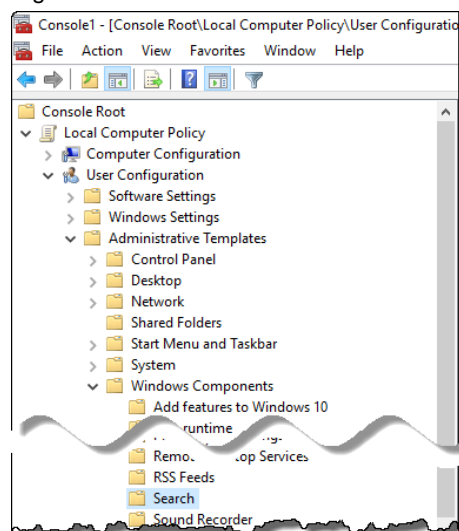 Console1 - [Console Root\Local Computer Policy\User Configuratio
File Action View Favorites Window Help
Console Root
Local Computer Policy
Computer Configuration
User Configuration
Software Settings
Windows Settings
Administrative Templates
Control Panel
Desktop
Network
Shared Folders
Start Menu and Taskbar
System
Windows Components
Add features to Windows 10
runtime
Services
RSS Feeds
Search
Sound Recorder